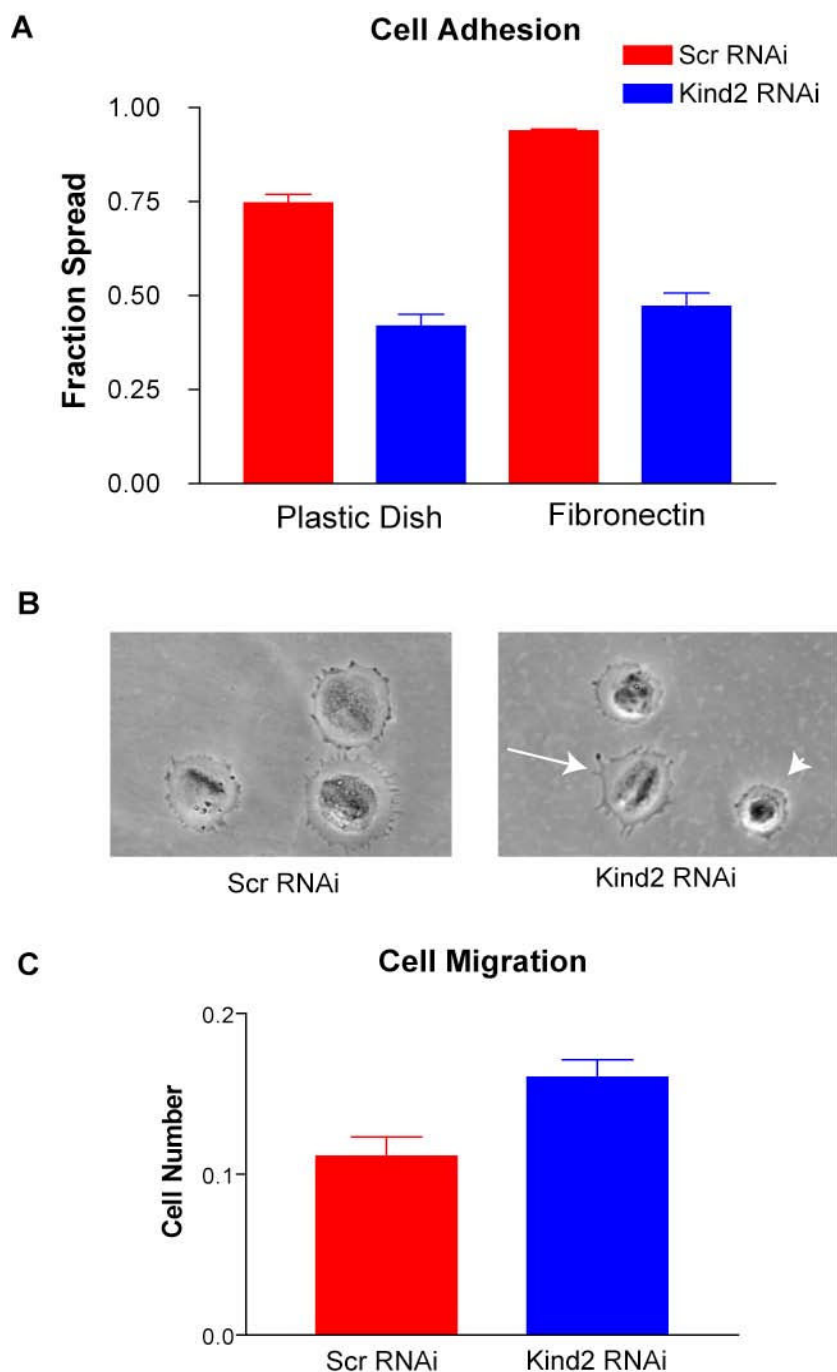 A
Cell Adhesion
Scr RNAi
Kind2 RNAi
Fraction Spread
1.00
0.75
0.50
0.25
0.00
Plastic Dish
Fibronectin
B
Scr RNAi
Kind2 RNAi
C
Cell Migration
Cell Number
0.2
0.1
0.0
Scr RNAi
Kind2 RNAi